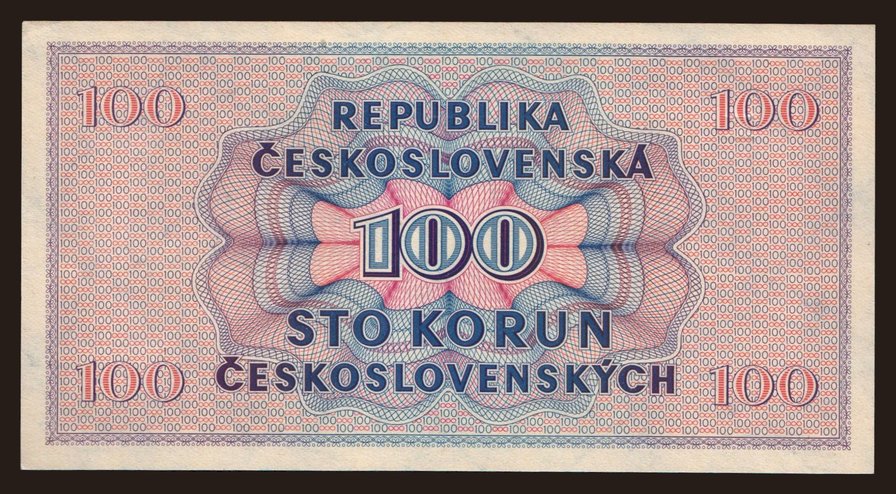 100 100
REPUBLIKA
ČESKOSLOVENSKÁ
100
STO KORUN
ČESKOSLOVENSKÝCH
100 100